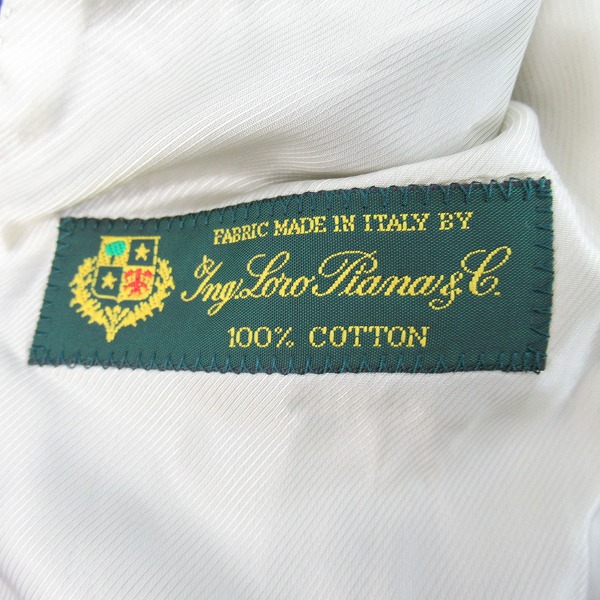 FABRIC MADE IN ITALY BY
Ing. Loro Piana & C.
100% COTTON